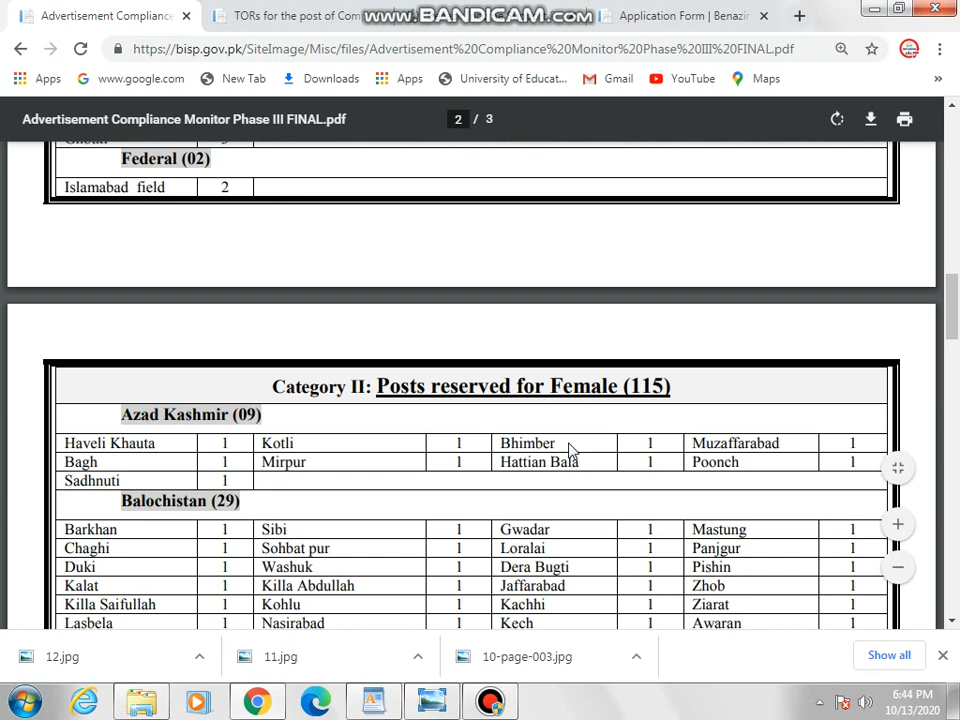 Advertisement Compliance
TORs for the post of Com
www.BANDICAM.com
Application Form | Benazir
https://bisp.gov.pk/SiteImage/Misc/files/Advertisement%20Compliance%20Monitor%20Phase%20III%20FINAL.pdf
Apps
www.google.com
New Tab
Downloads
Apps
University of Educat...
Gmail
YouTube
Maps
»
Advertisement Compliance Monitor Phase III FINAL.pdf
2 / 3
Federal (02)
Islamabad field 2
Category II: Posts reserved for Female (115)
Azad Kashmir (09)
Haveli Khauta 1 Kotli 1 Bhimber 1 Muzaffarabad 1
Bagh 1 Mirpur 1 Hattian Bala 1 Poonch 1
Sadhnuti 1
Balochistan (29)
Barkhan 1 Sibi 1 Gwadar 1 Mastung 1
Chaghi 1 Sohbat pur 1 Loralai 1 Panjgur 1
Duki 1 Washuk 1 Dera Bugti 1 Pishin 1
Kalat 1 Killa Abdullah 1 Jaffarabad 1 Zhob 1
Killa Saifullah 1 Kohlu 1 Kachhi 1 Ziarat 1
Lasbela 1 Nasirabad 1 Kech 1 Awaran 1
12.jpg
11.jpg
10-page-003.jpg
Show all
6:44 PM
10/13/2020